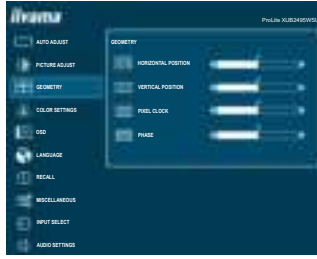 iiyama
ProLite XUB2495WSU
AUTO ADJUST
PICTURE ADJUST
GEOMETRY
COLOR SETTINGS
OSD
LANGUAGE
RECALL
MISCELLANEOUS
INPUT SELECT
AUDIO SETTINGS
GEOMETRY
HORIZONTAL POSITION
VERTICAL POSITION
PIXEL CLOCK
PHASE